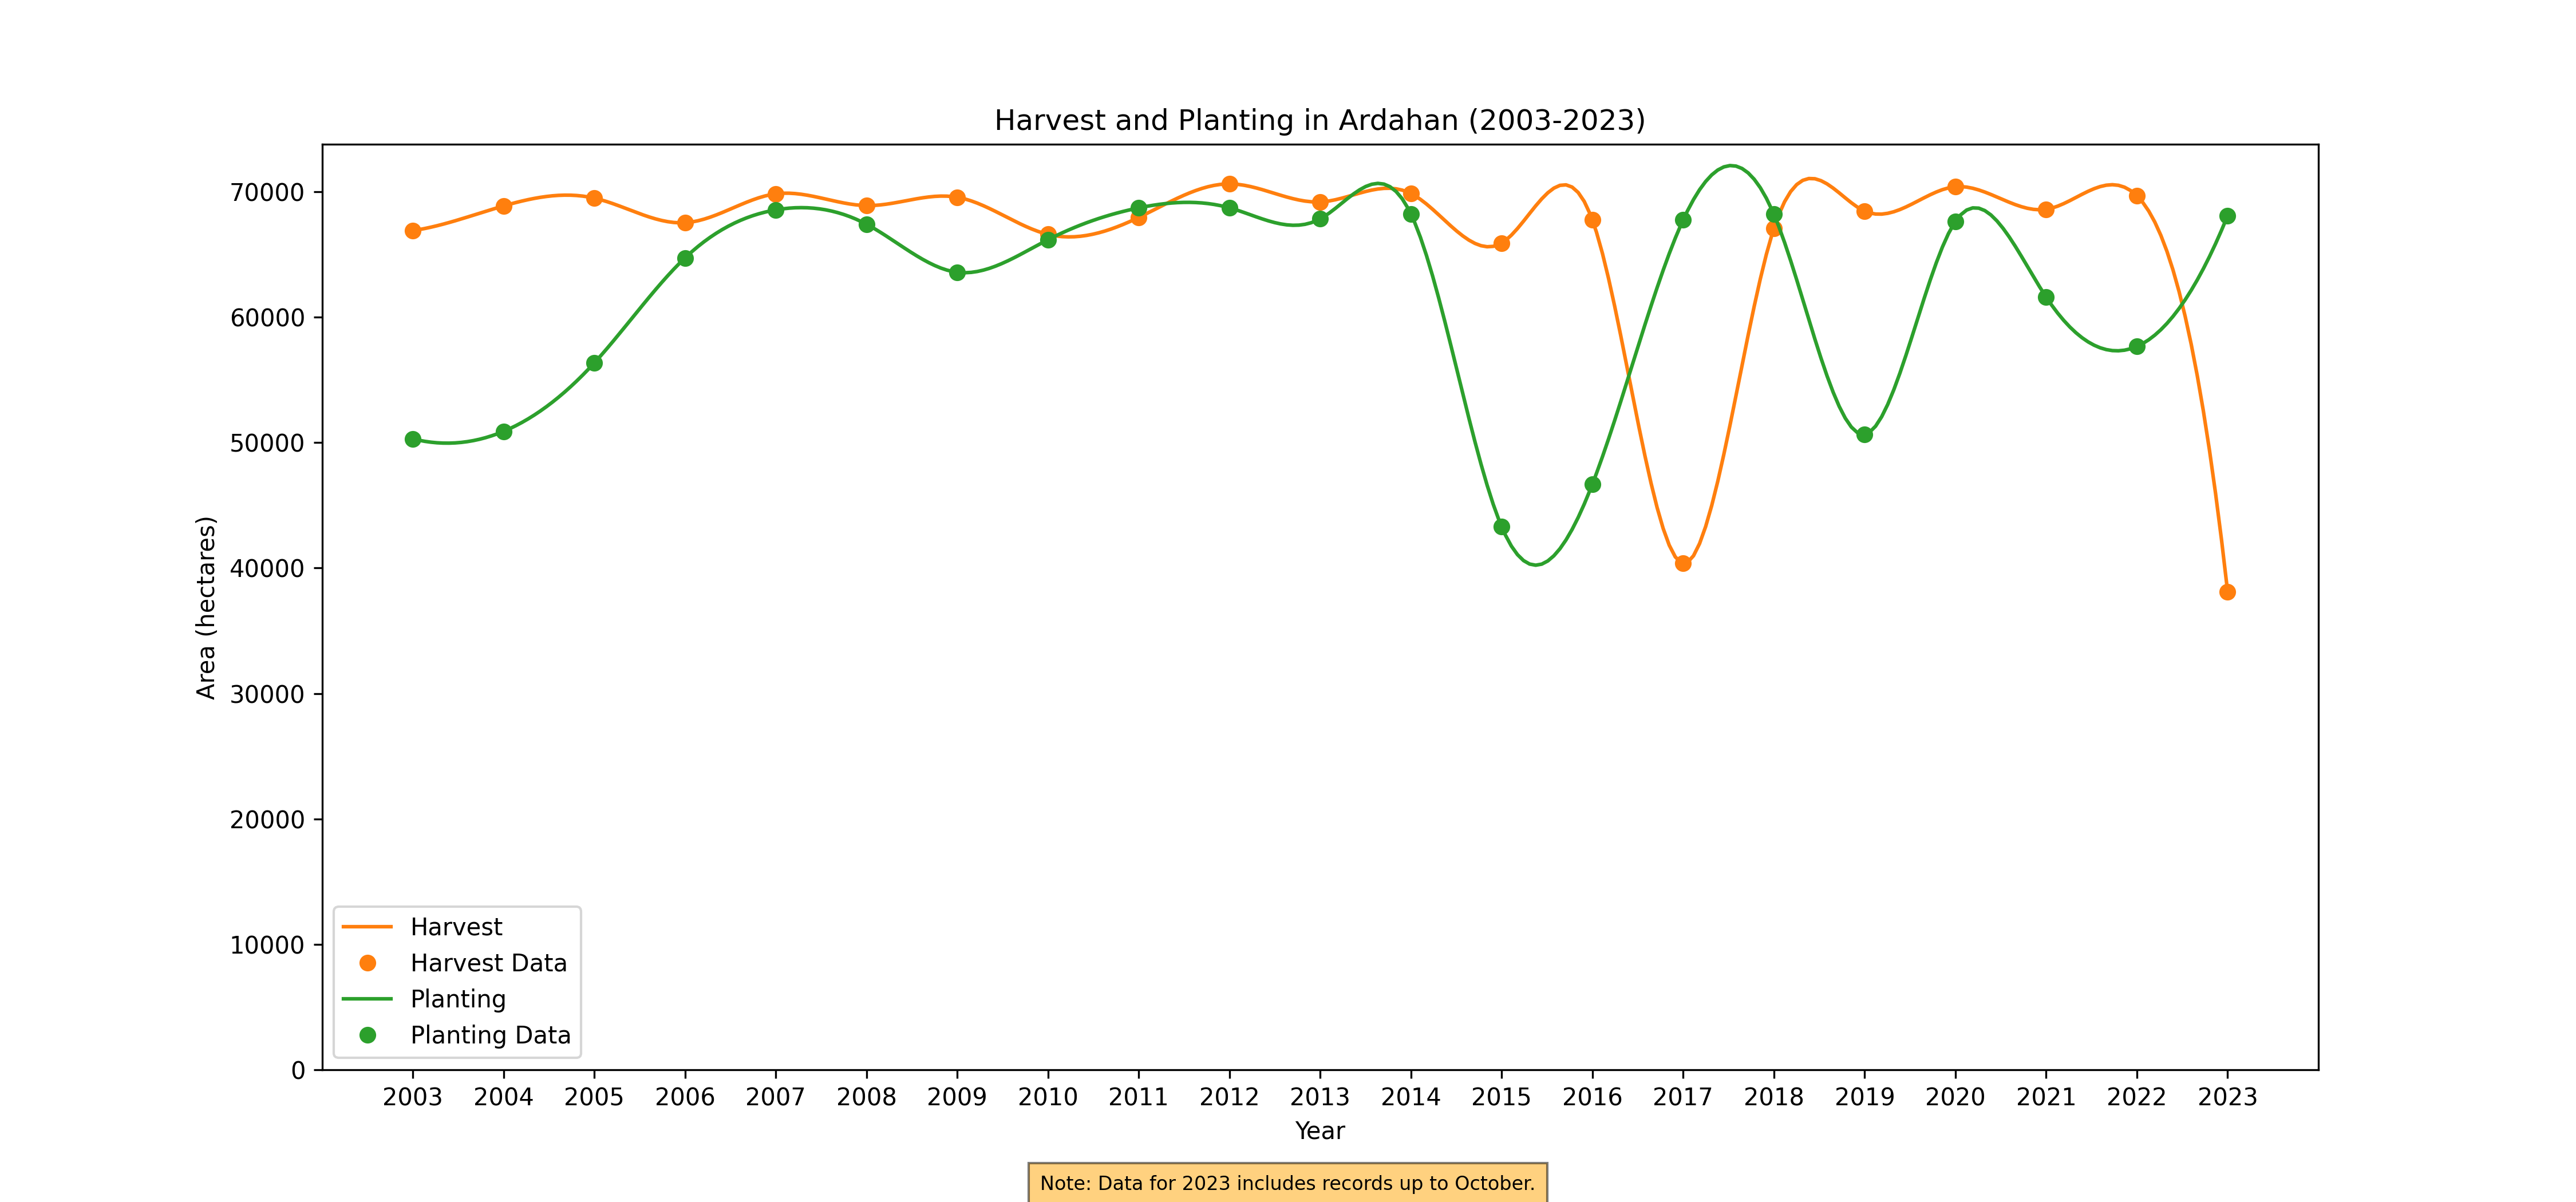 Harvest and Planting in Ardahan (2003-2023)
Area (hectares)
70000
60000
50000
40000
30000
20000
10000
0
Harvest
Harvest Data
Planting
Planting Data
2003 2004 2005 2006 2007 2008 2009 2010 2011 2012 2013 2014 2015 2016 2017 2018 2019 2020 2021 2022 2023
Year
Note: Data for 2023 includes records up to October.